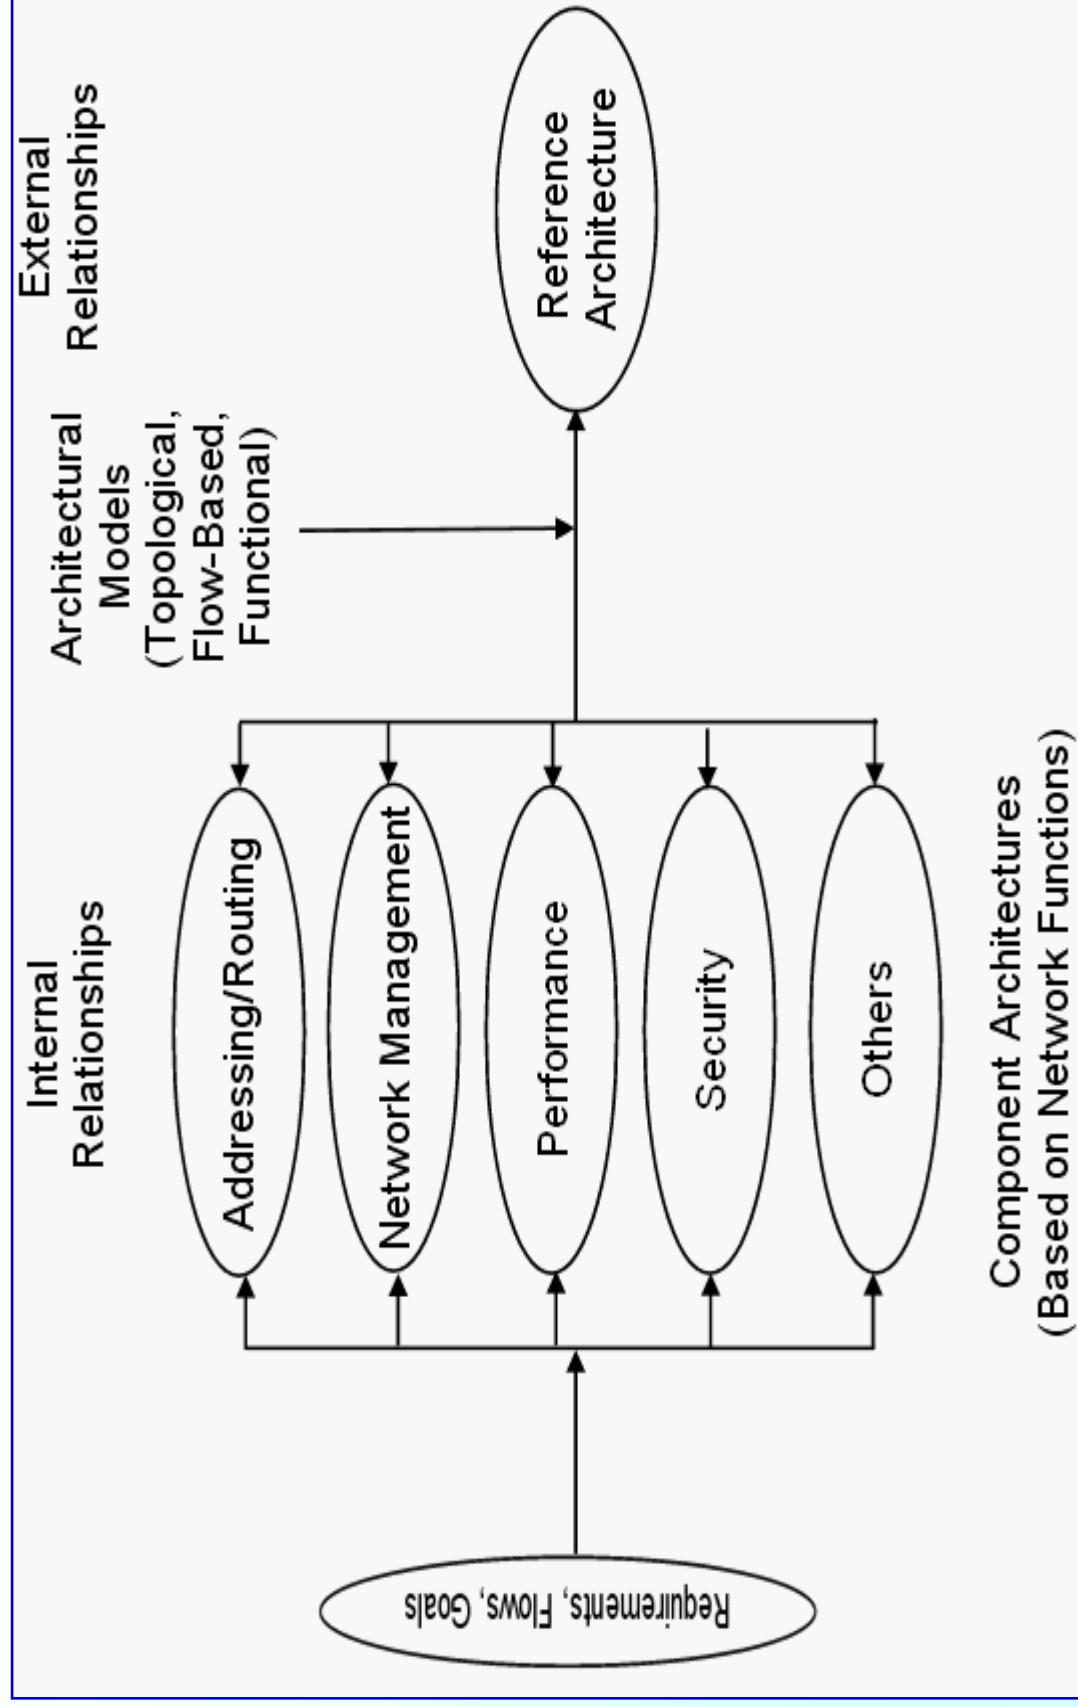 Requirements, Flows, Goals
Internal
Relationships
Addressing/Routing
Network Management
Performance
Security
Others
Component Architectures
(Based on Network Functions)
Architectural
Models
(Topological,
Flow-Based,
Functional)
External
Relationships
Reference
Architecture